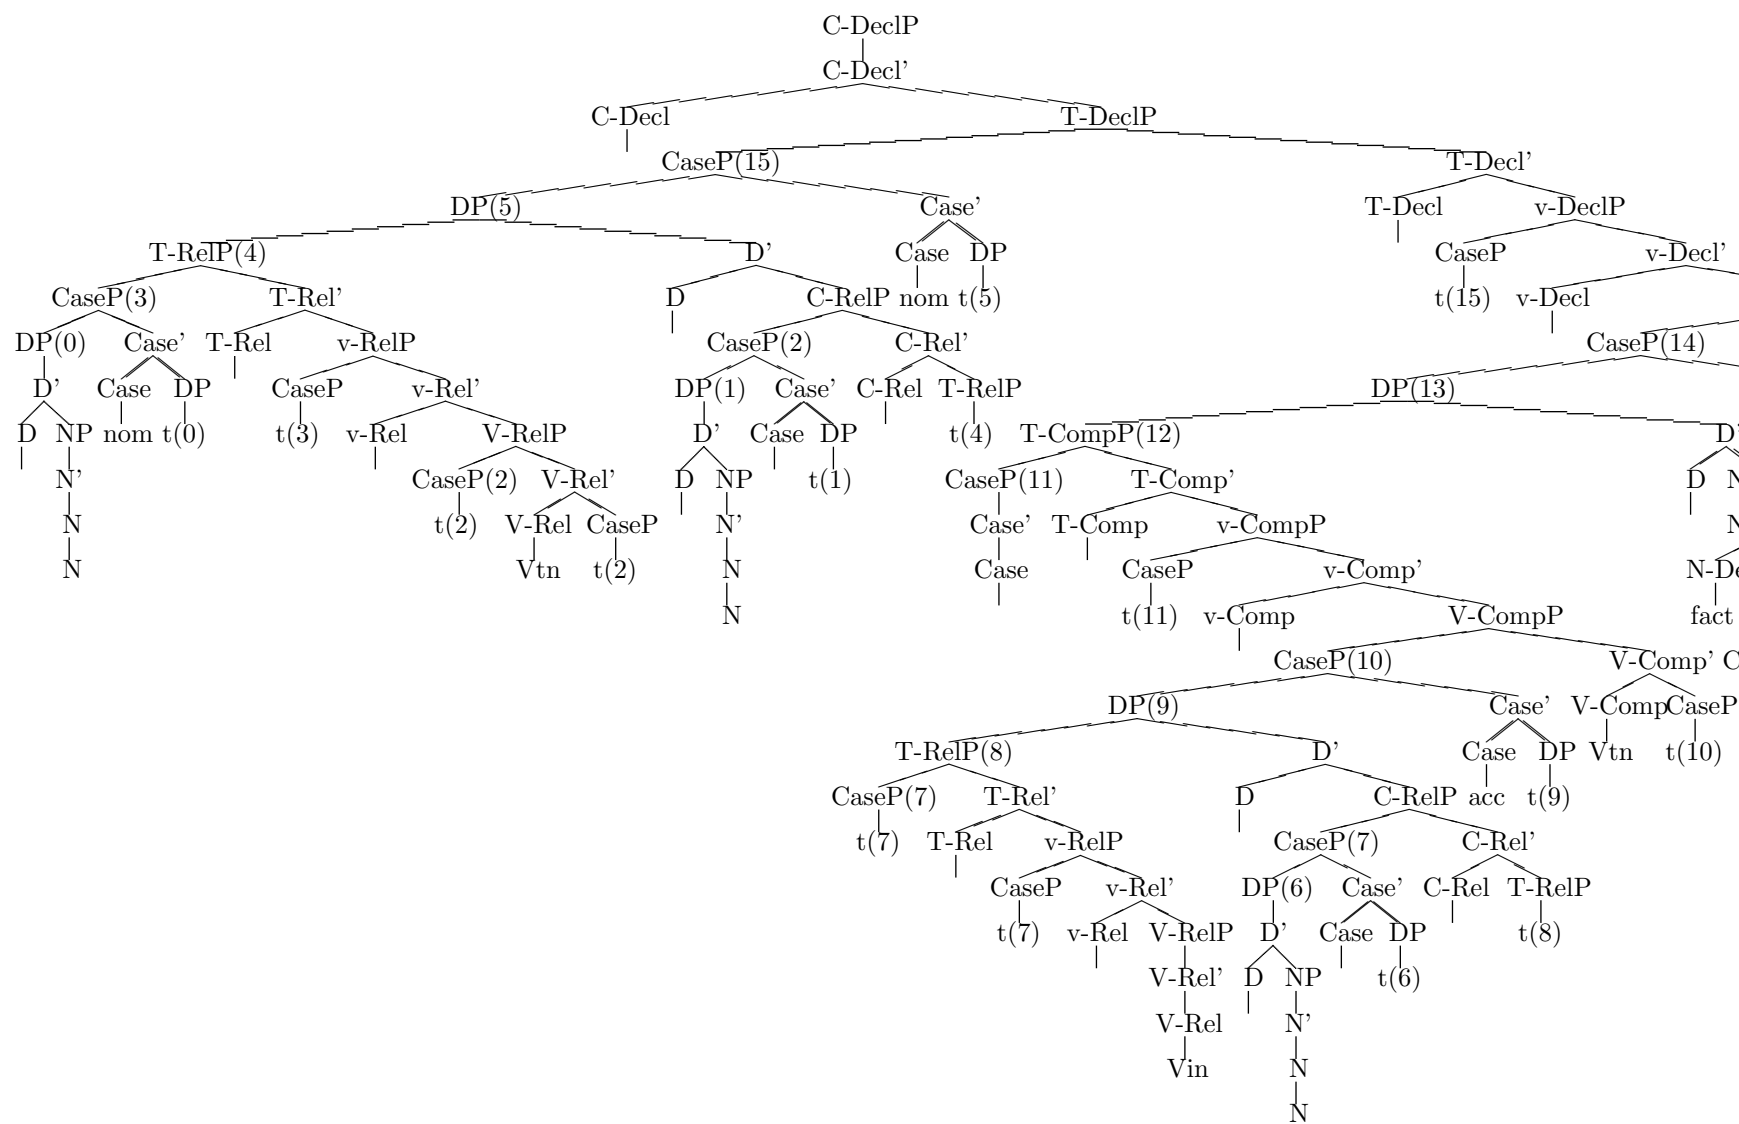 C-DeclP
C-Decl’
C-Decl T-DeclP
CaseP(15) T-Decl’
DP(5) Case’ T-Decl v-DeclP
T-RelP(4) D’ Case DP CaseP v-Decl’
CaseP(3) T-Rel’ D C-RelP nom t(5) t(15) v-Decl
DP(0) Case’ T-Rel v-RelP CaseP(2) C-Rel’ CaseP(14)
D’ Case DP CaseP v-Rel’ DP(1) Case’ C-Rel T-RelP DP(13)
D NP nom t(0) t(3) v-Rel V-RelP D’ Case DP t(4) T-CompP(12) D’
N’ CaseP(2) V-Rel’ D NP t(1) CaseP(11) T-Comp’ D N
N t(2) V-Rel CaseP N’ Case’ T-Comp v-CompP N
N Vtn t(2) N Case CaseP v-Comp’ N-De
N t(11) v-Comp V-CompP fact
CaseP(10) V-Comp’ C
DP(9) Case’ V-Comp CaseP
T-RelP(8) D’ Case DP Vtn t(10)
CaseP(7) T-Rel’ D C-RelP acc t(9)
t(7) T-Rel v-RelP CaseP(7) C-Rel’
CaseP v-Rel’ DP(6) Case’ C-Rel T-RelP
t(7) v-Rel V-RelP D’ Case DP t(8)
V-Rel’ D NP t(6)
V-Rel N’
Vin N
N